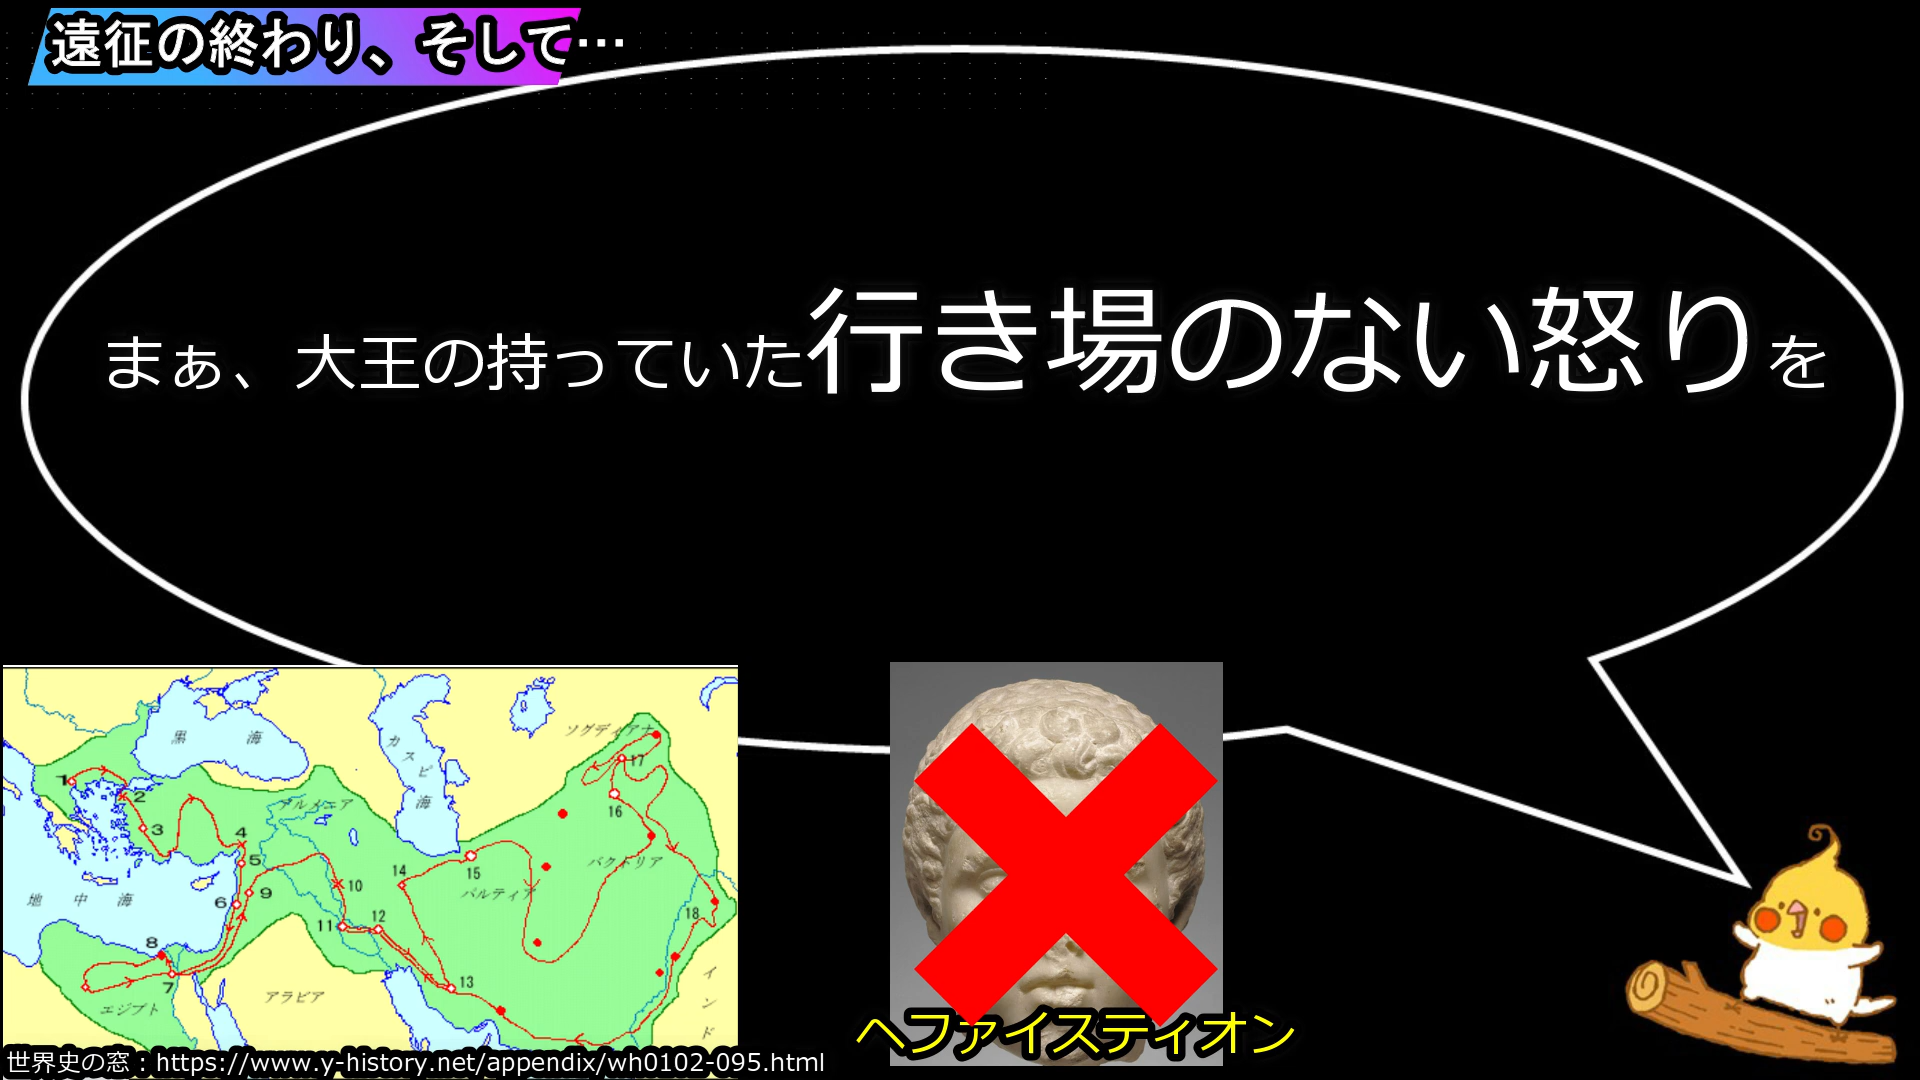 遠征の終わり、そして…
まぁ、大王の持っていた行き場のない怒りを
黒海
カスピ海
ソグディアナ
アルメニア
バクトリア
パルティア
地中海
エジプト
アラビア
インド
1
2
3
4
5
6
7
8
9
10
11
12
13
14
15
16
17
18
ヘファイスティオン
世界史の窓：https://www.y-history.net/appendix/wh0102-095.html